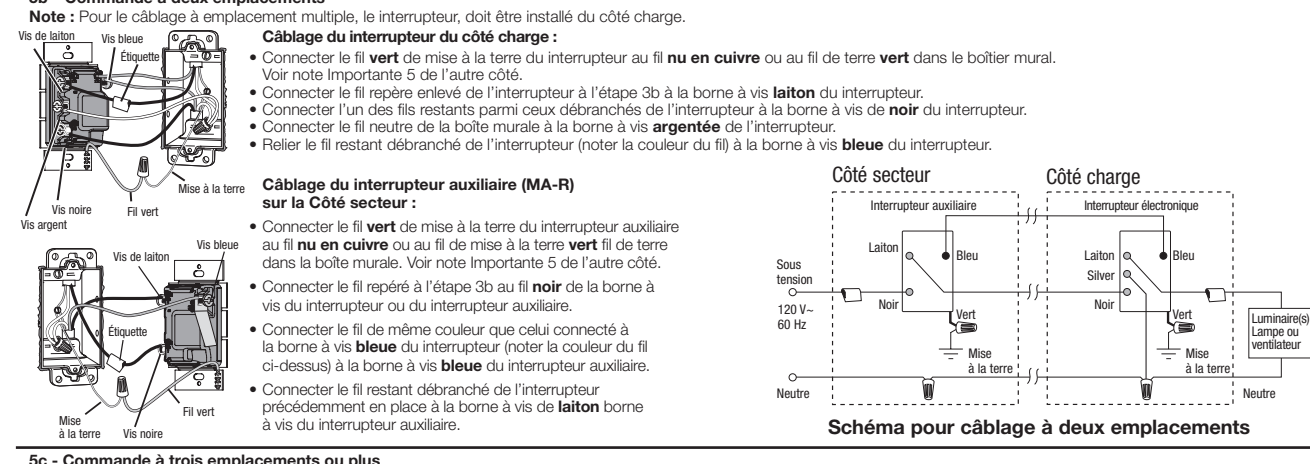 5b - Commande à deux emplacements
Note : Pour le câblage à emplacement multiple, le interrupteur, doit être installé du côté charge.
Vis de laiton
Vis bleue
Étiquette
Mise à la terre
Vis noire
Fil vert
Vis argent
Câblage du interrupteur du côté charge :
• Connecter le fil vert de mise à la terre du interrupteur au fil nu en cuivre ou au fil de terre vert dans le boîtier mural.
Voir note Importante 5 de l'autre côté.
• Connecter le fil repère enlevé de l'interrupteur à l'étape 3b à la borne à vis laiton du interrupteur.
• Connecter l'un des fils restants parmi ceux débranchés de l'interrupteur à la borne à vis de noir du interrupteur.
• Connecter le fil neutre de la boîte murale à la borne à vis argentée de l'interrupteur.
• Relier le fil restant débranché de l'interrupteur (noter la couleur du fil) à la borne à vis bleue du interrupteur.
Vis bleue
Vis de laiton
Étiquette
Fil vert
Mise
à la terre
Vis noire
Câblage du interrupteur auxiliaire (MA-R)
sur la Côté secteur :
• Connecter le fil vert de mise à la terre du interrupteur auxiliaire
au fil nu en cuivre ou au fil de mise à la terre vert fil de terre
dans la boîte murale. Voir note Importante 5 de l'autre côté.
• Connecter le fil repéré à l'étape 3b au fil noir de la borne à
vis du interrupteur ou du interrupteur auxiliaire.
• Connecter le fil de même couleur que celui connecté à
la borne à vis bleue du interrupteur (noter la couleur du fil
ci-dessus) à la borne à vis bleue du interrupteur auxiliaire.
• Connecter le fil restant débranché de l'interrupteur
précédemment en place à la borne à vis de laiton borne
à vis du interrupteur auxiliaire.
Côté secteur
Côté charge
Interrupteur auxiliaire
Interrupteur électronique
Laiton
Bleu
Noir
Vert
Mise
à la terre
Sous
tension
120 V~
60 Hz
Neutre
Laiton
Silver
Noir
Bleu
Vert
Mise
à la terre
Luminaire(s)
Lampe ou
ventilateur
Neutre
Schéma pour câblage à deux emplacements
5c - Commande à trois emplacements ou plus